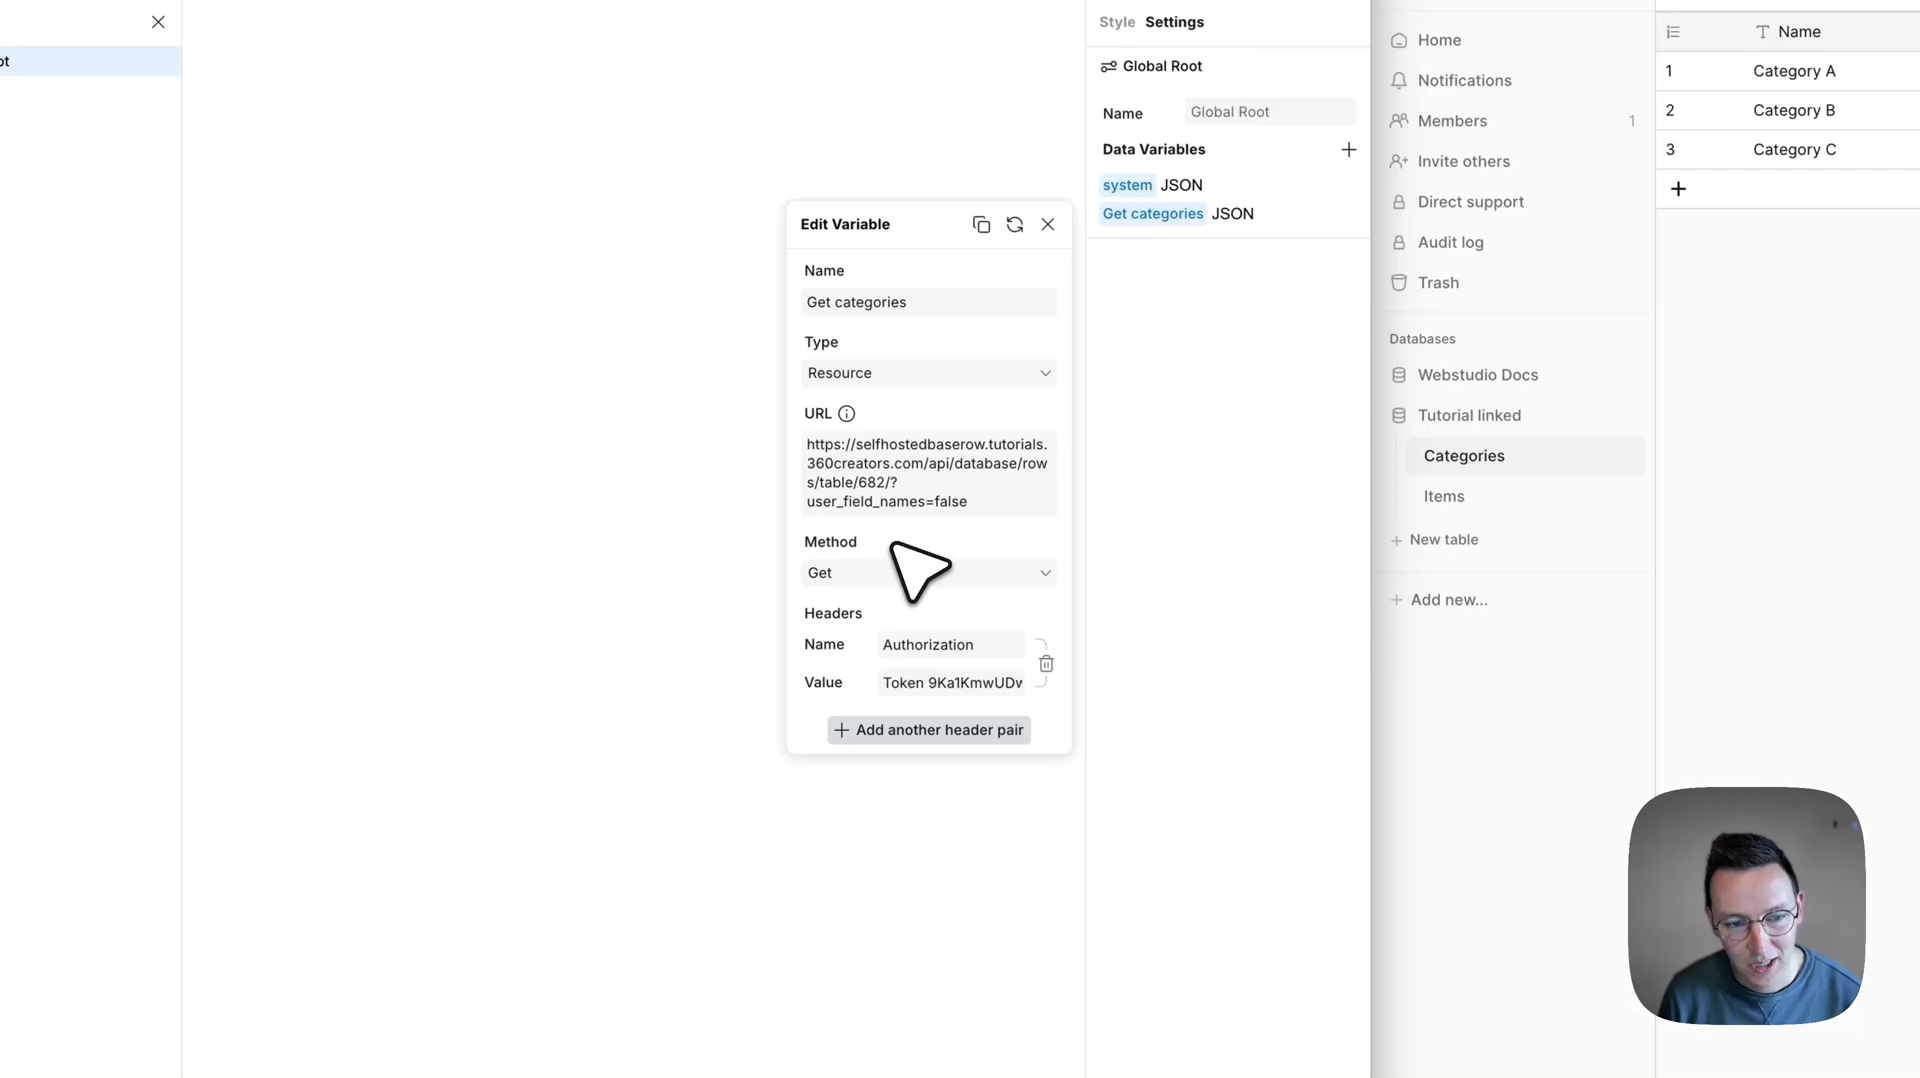 ot
Edit Variable
Name
Get categories
Type
Resource
URL
https://selfhostedbaserow.tutorials.
360creators.com/api/database/row
s/table/682/?
user_field_names=false
Method
Get
Headers
Name Authorization
Value Token 9Ka1KmwUDw
Add another header pair
Style Settings
Global Root
Name Global Root
Data Variables
system JSON
Get categories JSON
Home
Notifications
Members 1
Invite others
Direct support
Audit log
Trash
Databases
Webstudio Docs
Tutorial linked
Categories
Items
+ New table
+ Add new...
Name
1 Category A
2 Category B
3 Category C